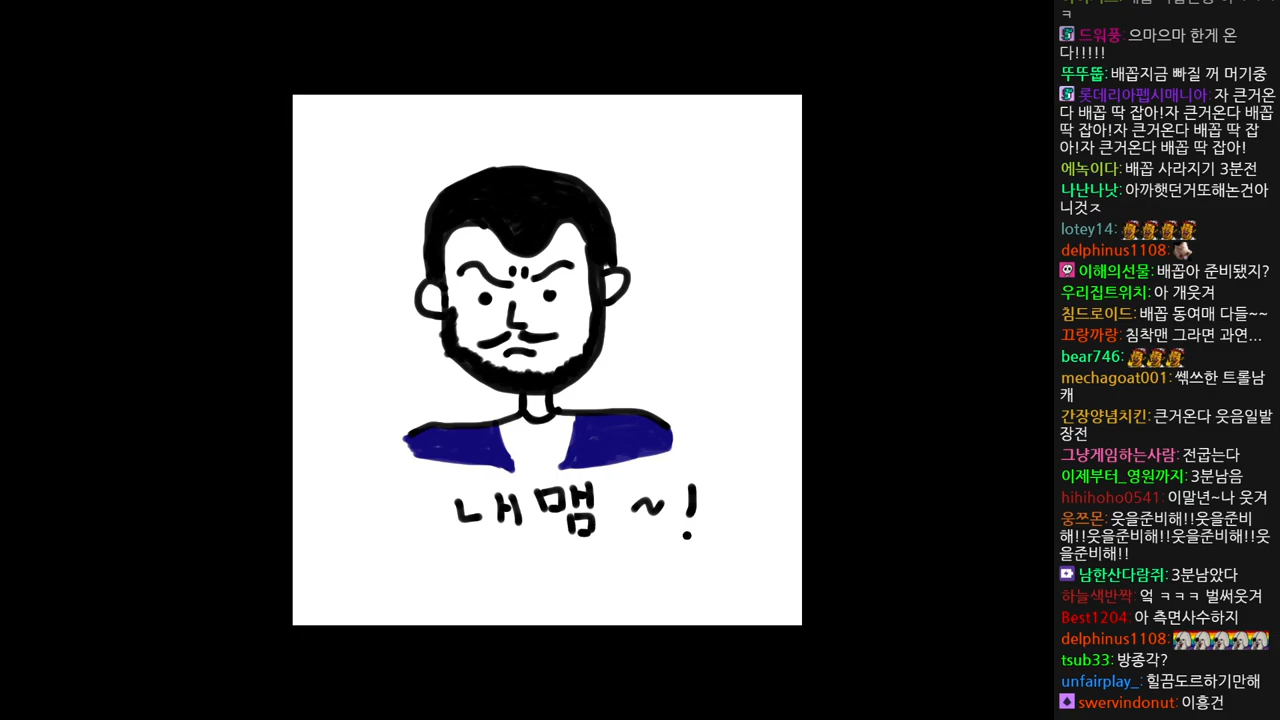 내맴 ~!
ㅋ
드워풍: 으마으마 한게 온
다!!!!!
뚜뚜뚭: 배꼽지금 빠질 꺼 머기중
롯데리아펩시매니아: 자 큰거온
다 배꼽 딱 잡아!자 큰거온다 배꼽
딱 잡아!자 큰거온다 배꼽 딱 잡
아!자 큰거온다 배꼽 딱 잡아!
에녹이다: 배꼽 사라지기 3분전
나난나낫: 아까햇던거또해논건아
니것ㅈ
lotey14:
delphinus1108:
이해의선물: 배꼽아 준비됐지?
우리집트위치: 아 개웃겨
침드로이드: 배꼽 동여매 다들~~
끄랑까랑: 침착맨 그라면 과연...
bear746:
mechagoat001: 쎆쓰한 트롤남
캐
간장양념치킨: 큰거온다 웃음일발
장전
그냥게임하는사람: 전굽는다
이제부터_영원까지: 3분남음
hihihoho0541: 이말년~나 웃겨
웅쯔몬: 웃을준비해!!웃을준비
해!!웃을준비해!!웃을준비해!!웃
을준비해!!
남한산다람쥐: 3분남았다
하늘색반짝: 엌 ㅋㅋㅋ 벌써웃겨
Best1204: 아 측면사수하지
delphinus1108:
tsub33: 방종각?
unfairplay_: 힐끔도르하기만해
swervindonut: 이흥건